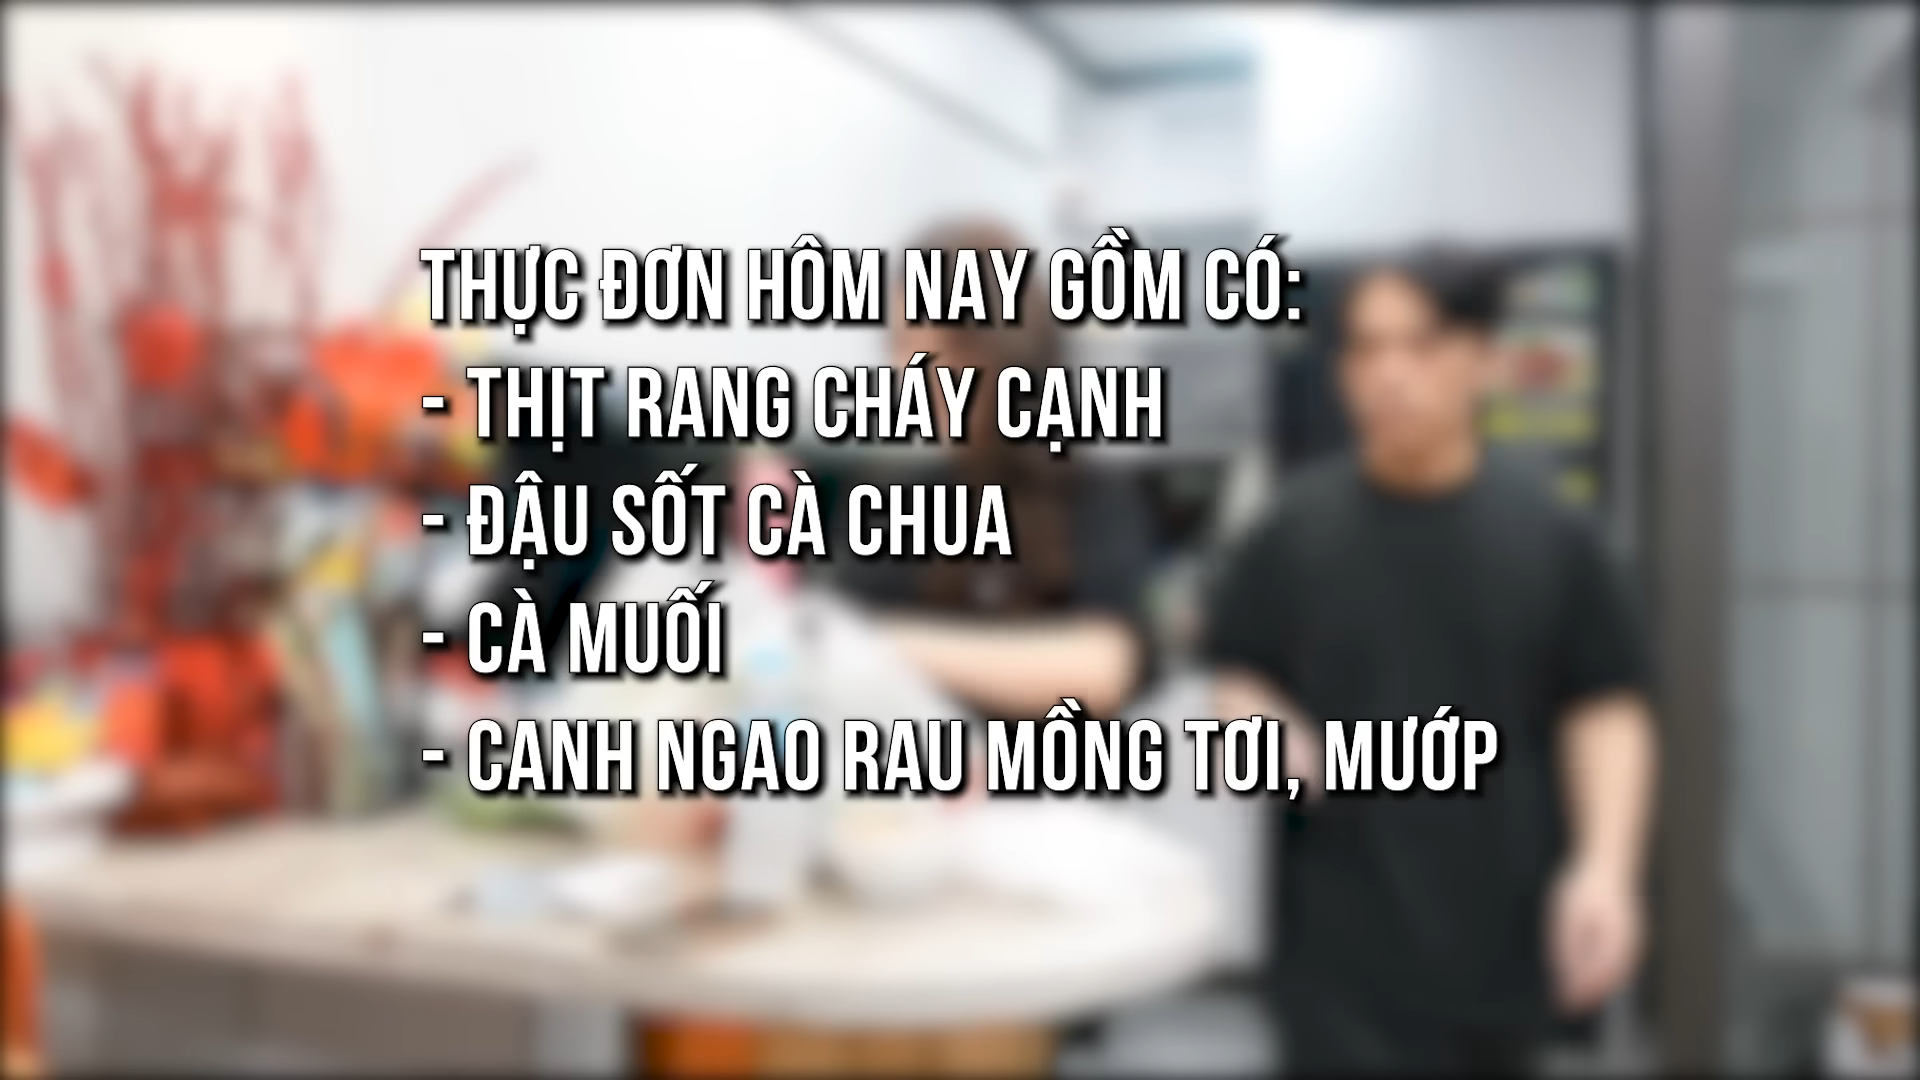 THỰC ĐƠN HÔM NAY GỒM CÓ:
- THỊT RANG CHÁY CẠNH
- ĐẬU SỐT CÀ CHUA
- CÀ MUỐI
- CANH NGAO RAU MỒNG TƠI, MƯỚP